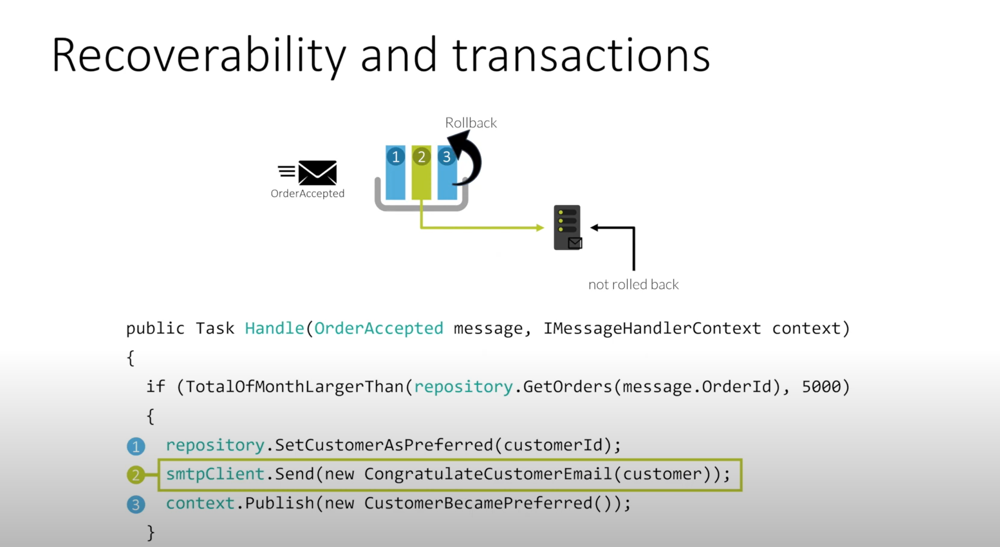 Recoverability and transactions
Rollback
1 2 3
OrderAccepted
not rolled back
public Task Handle(OrderAccepted message, IMessageHandlerContext context)
{
if (TotalOfMonthLargerThan(repository.GetOrders(message.OrderId), 5000)
{
1 repository.SetCustomerAsPreferred(customerId);
2 smtpClient.Send(new CongratulateCustomerEmail(customer));
3 context.Publish(new CustomerBecamePreferred());
}